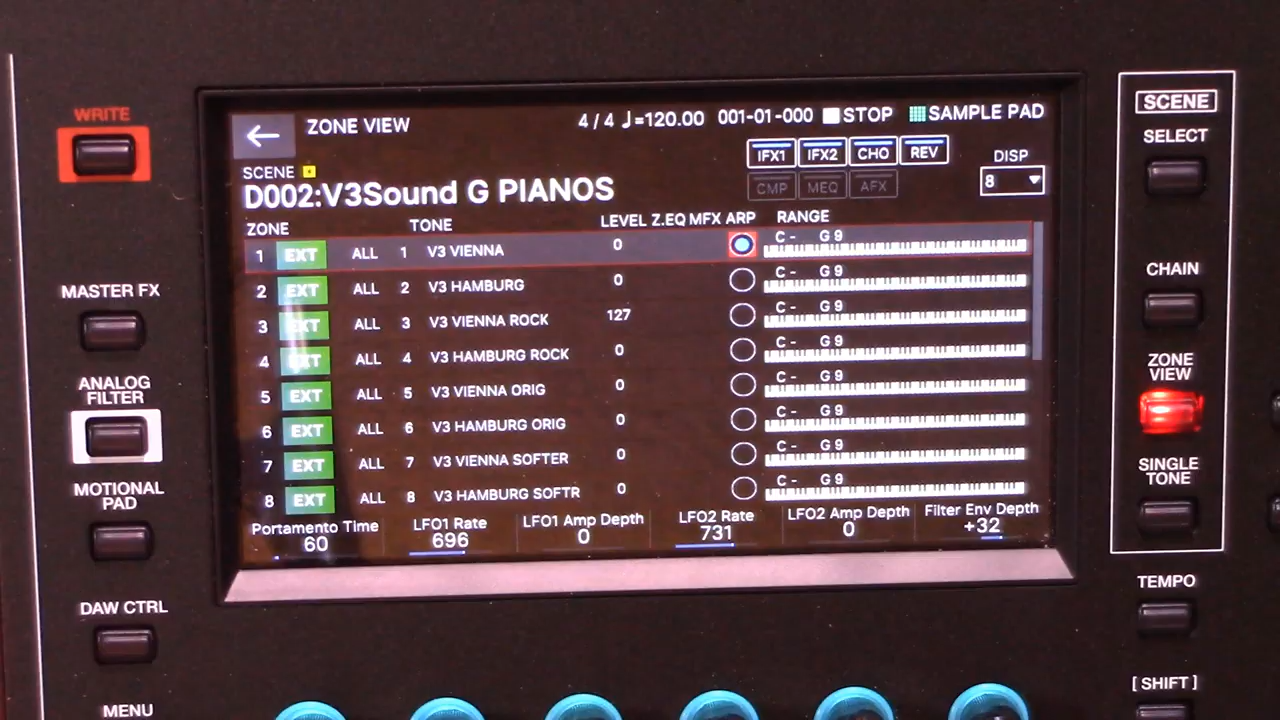 WRITE
MASTER FX
ANALOG
FILTER
MOTIONAL
PAD
DAW CTRL
MENU
ZONE VIEW
4 / 4 ♩=120.00 001-01-000 STOP SAMPLE PAD
IFX1 IFX2 CHO REV
CMP MEQ AFX
DISP
8
SCENE
D002:V3Sound G PIANOS
ZONE TONE LEVEL Z.EQ MFX ARP RANGE
1 EXT ALL 1 V3 VIENNA 0 C - G 9
2 EXT ALL 2 V3 HAMBURG 0 C - G 9
3 EXT ALL 3 V3 VIENNA ROCK 127 C - G 9
4 EXT ALL 4 V3 HAMBURG ROCK 0 C - G 9
5 EXT ALL 5 V3 VIENNA ORIG 0 C - G 9
6 EXT ALL 6 V3 HAMBURG ORIG 0 C - G 9
7 EXT ALL 7 V3 VIENNA SOFTER 0 C - G 9
8 EXT ALL 8 V3 HAMBURG SOFTR 0 C - G 9
Portamento Time LFO1 Rate LFO1 Amp Depth LFO2 Rate LFO2 Amp Depth Filter Env Depth
60 696 0 731 0 +32
SCENE
SELECT
CHAIN
ZONE
VIEW
SINGLE
TONE
TEMPO
[ SHIFT ]